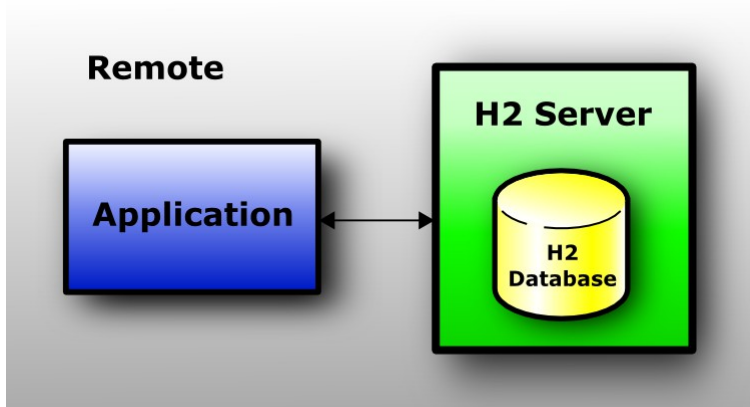 Remote
H2 Server
Application
H2
Database